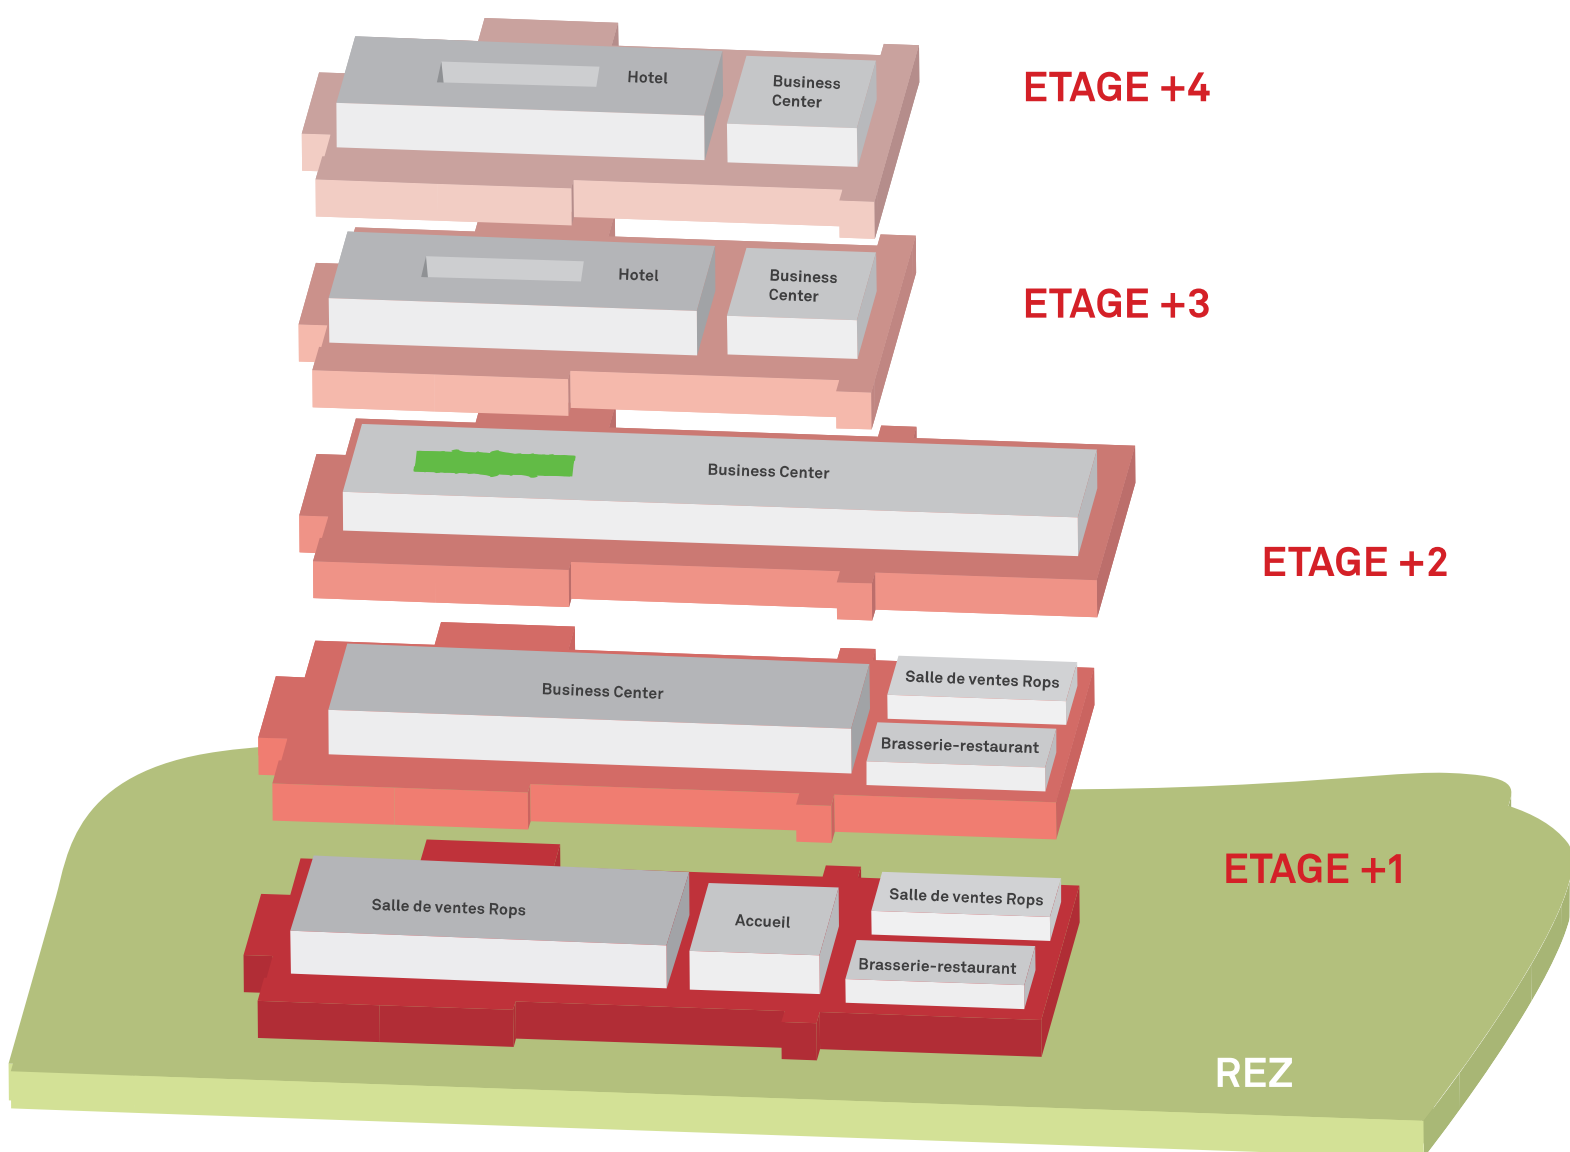 Hotel
Business
Center
ETAGE +4
Hotel
Business
Center
ETAGE +3
Business Center
ETAGE +2
Business Center
Salle de ventes Rops
Brasserie-restaurant
ETAGE +1
Salle de ventes Rops
Accueil
Salle de ventes Rops
Brasserie-restaurant
REZ